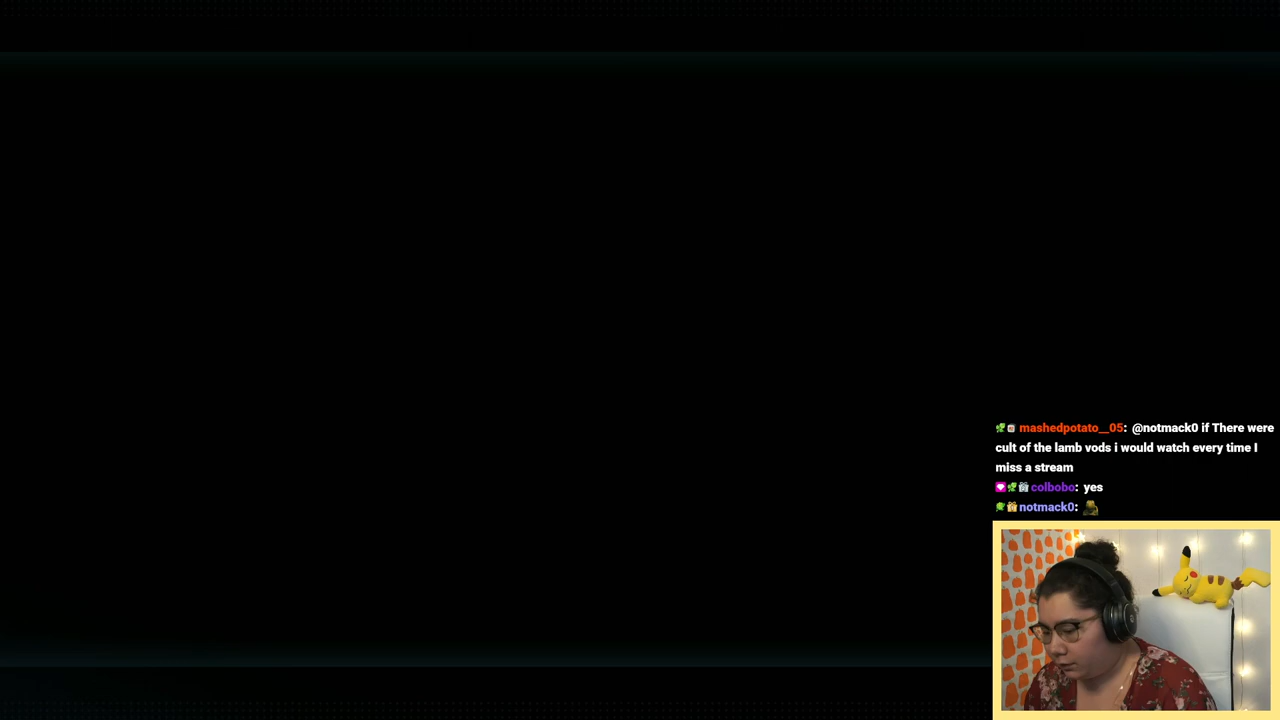 mashedpotato__05: @notmack0 if There were
cult of the lamb vods i would watch every time I
miss a stream
colbobo: yes
notmack0: